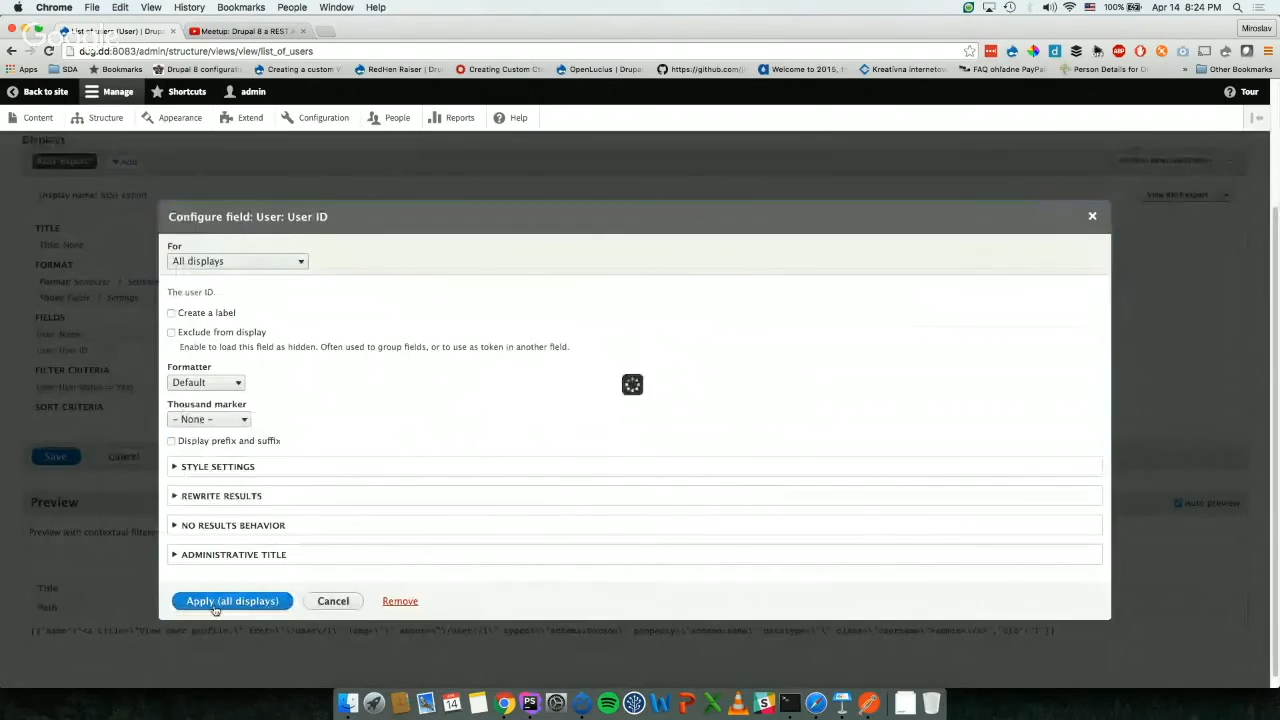 Chrome File Edit View History Bookmarks People Window Help 100% Apr 14 8:24 PM
List of users (User) | Drupal Meetup: Drupal 8 a REST A Miroslav
Google
dug.dd:8083/admin/structure/views/view/list_of_users
Apps SDA Bookmarks Drupal 8 configurati Creating a custom V RedHen Raiser | Dru Creating Custom Co OpenLucius | Drupa https://github.com/j Welcome to 2015, t Kreatívna internetov FAQ ohľadne PayPal Person Details for D » Other Bookmarks
Back to site Manage Shortcuts admin Tour
Content Structure Appearance Extend Configuration People Reports Help
Displays
REST export Add
Display name: REST export View REST export
Configure field: User: User ID
TITLE
Title: None
For
All displays
FORMAT
Format: Serializer / Settings
Show: Fields / Settings
The user ID.
Create a label
FIELDS
User: Name
Exclude from display
Enable to load this field as hidden. Often used to group fields, or to use as token in another field.
User: User ID
FILTER CRITERIA
Formatter
Default
User: User status (= Yes)
SORT CRITERIA
Thousand marker
- None -
Display prefix and suffix
Save Cancel
STYLE SETTINGS
REWRITE RESULTS
Preview Auto preview
NO RESULTS BEHAVIOR
Preview with contextual filters:
ADMINISTRATIVE TITLE
Title
Apply (all displays) Cancel Remove
Path